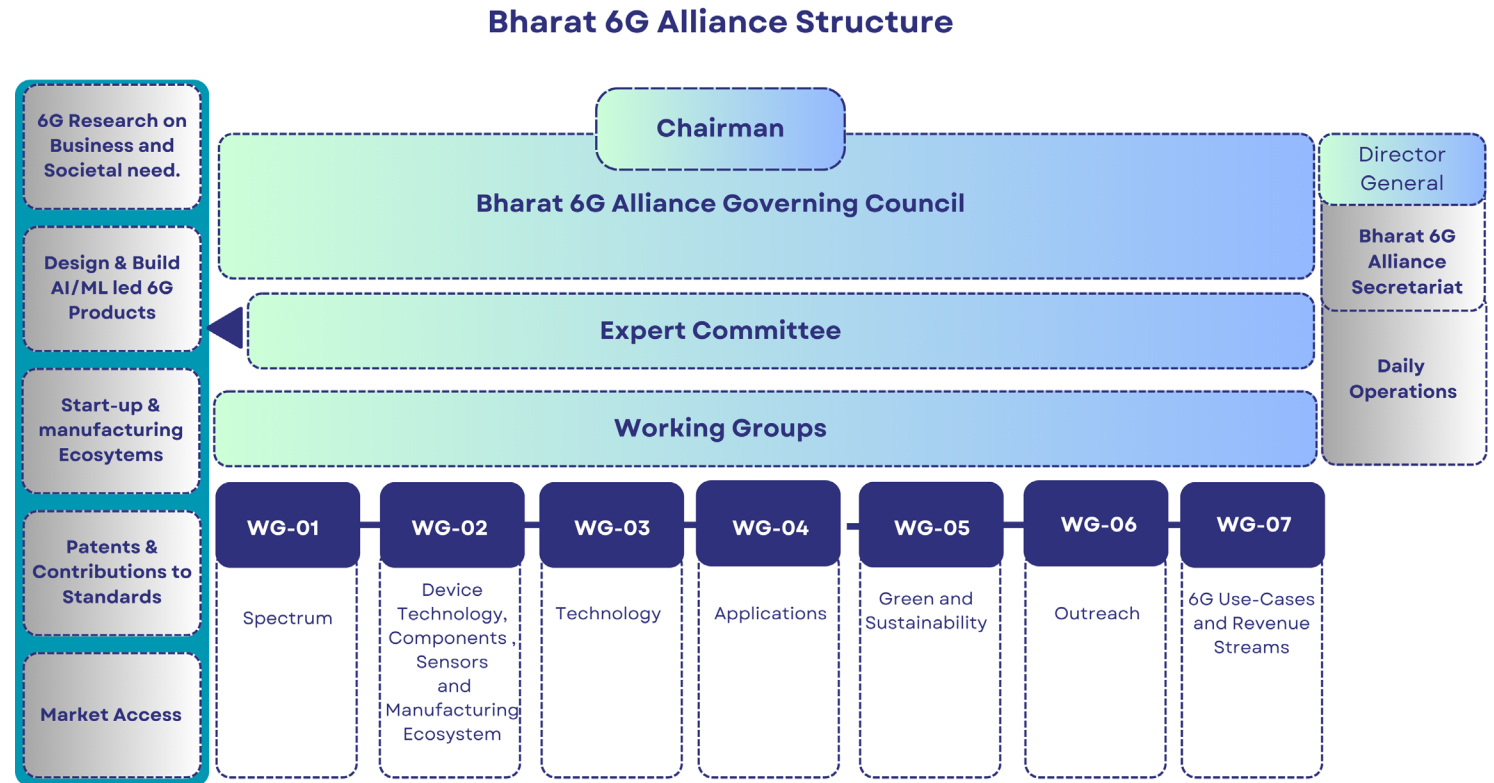 Bharat 6G Alliance Structure
6G Research on
Business and
Societal need.
Design & Build
AI/ML led 6G
Products
Start-up &
manufacturing
Ecosytems
Patents &
Contributions to
Standards
Market Access
Chairman
Bharat 6G Alliance Governing Council
Expert Committee
Working Groups
Director
General
Bharat 6G
Alliance
Secretariat
Daily
Operations
WG-01
Spectrum
WG-02
Device
Technology,
Components ,
Sensors
and
Manufacturing
Ecosystem
WG-03
Technology
WG-04
Applications
WG-05
Green and
Sustainability
WG-06
Outreach
WG-07
6G Use-Cases
and Revenue
Streams